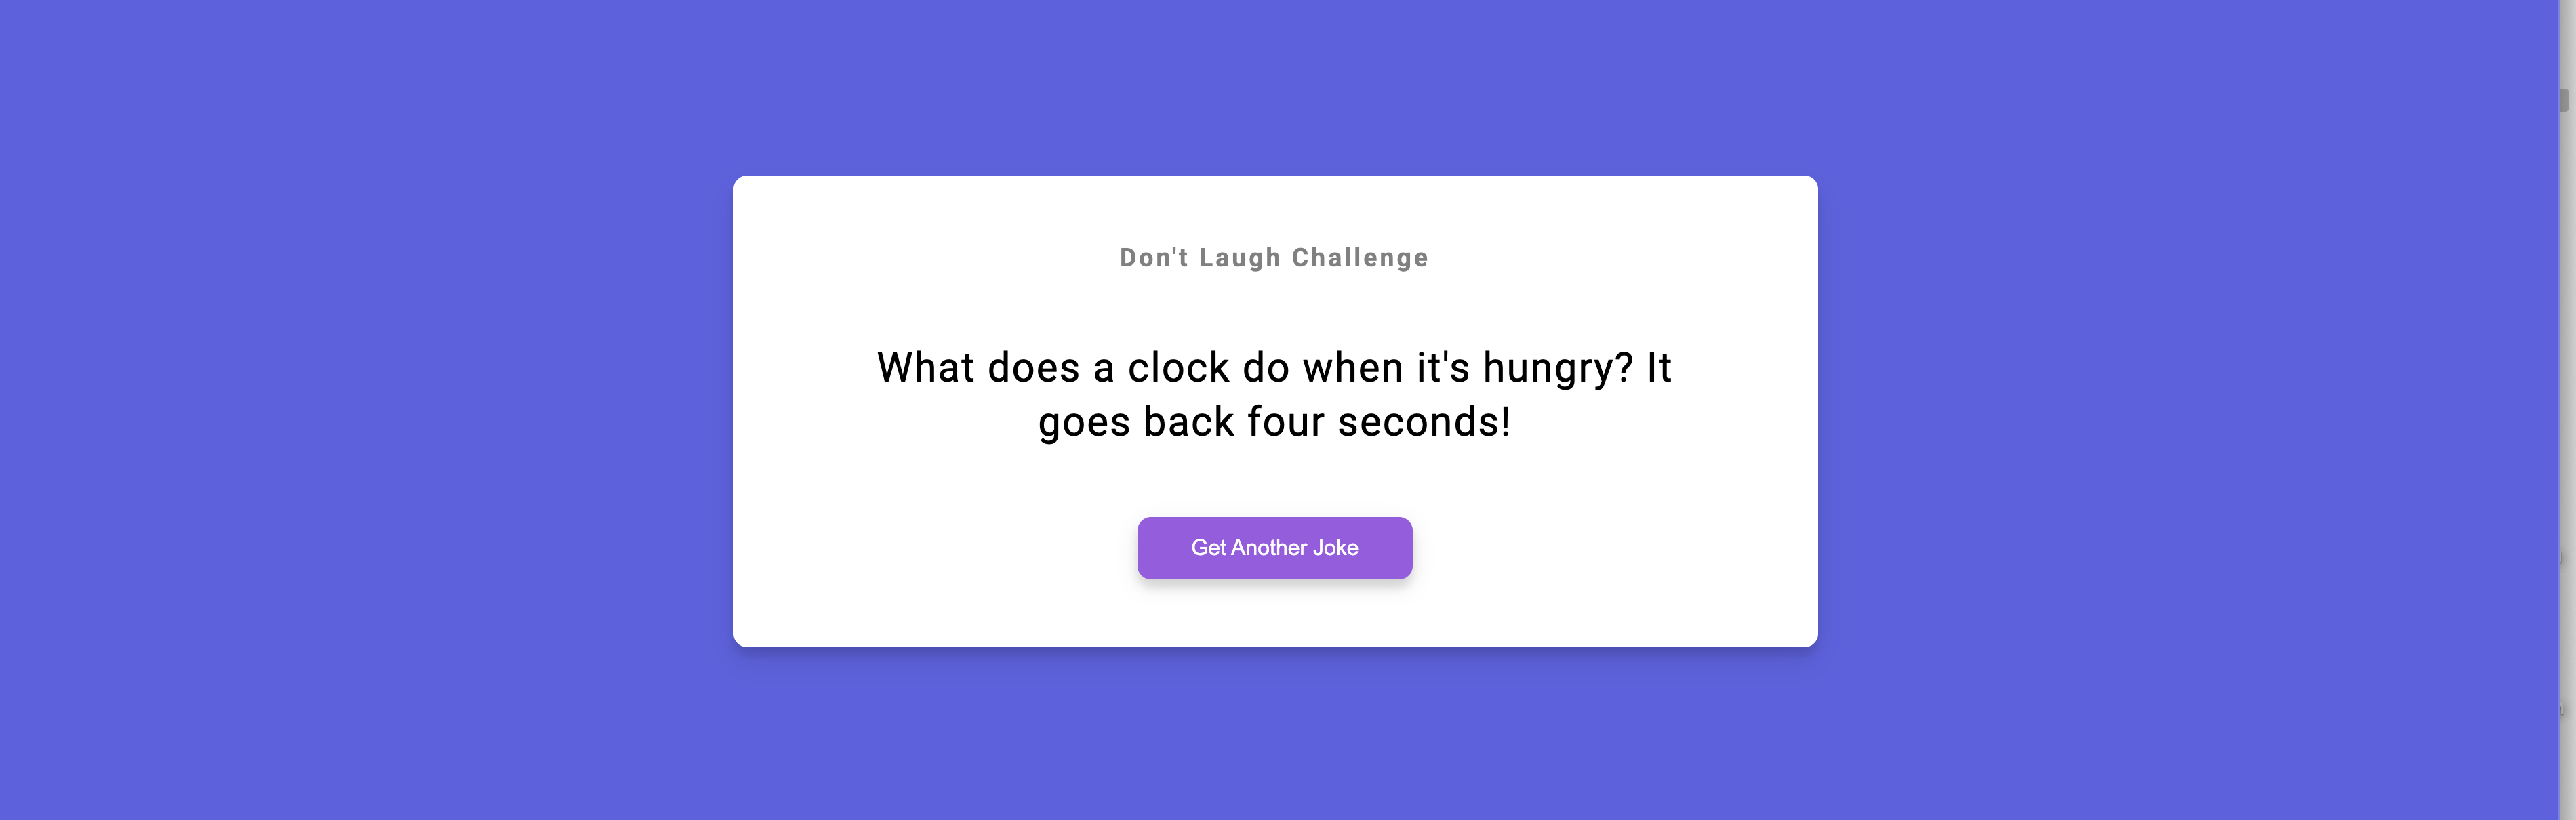 Don't Laugh Challenge
What does a clock do when it's hungry? It
goes back four seconds!
Get Another Joke